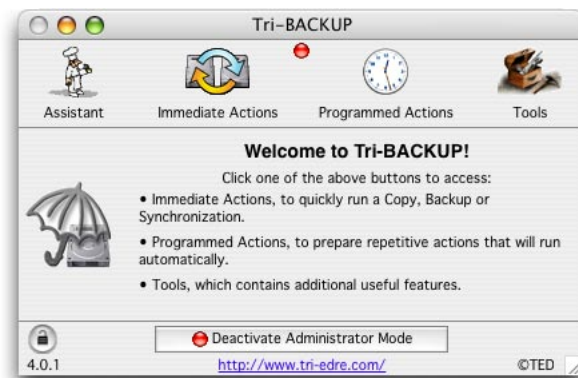 Tri-BACKUP
Assistant
Immediate Actions
Programmed Actions
Tools
Welcome to Tri-BACKUP!
Click one of the above buttons to access:
• Immediate Actions, to quickly run a Copy, Backup or
Synchronization.
• Programmed Actions, to prepare repetitive actions that will run
automatically.
• Tools, which contains additional useful features.
Deactivate Administrator Mode
4.0.1
http://www.tri-edre.com/
©TED